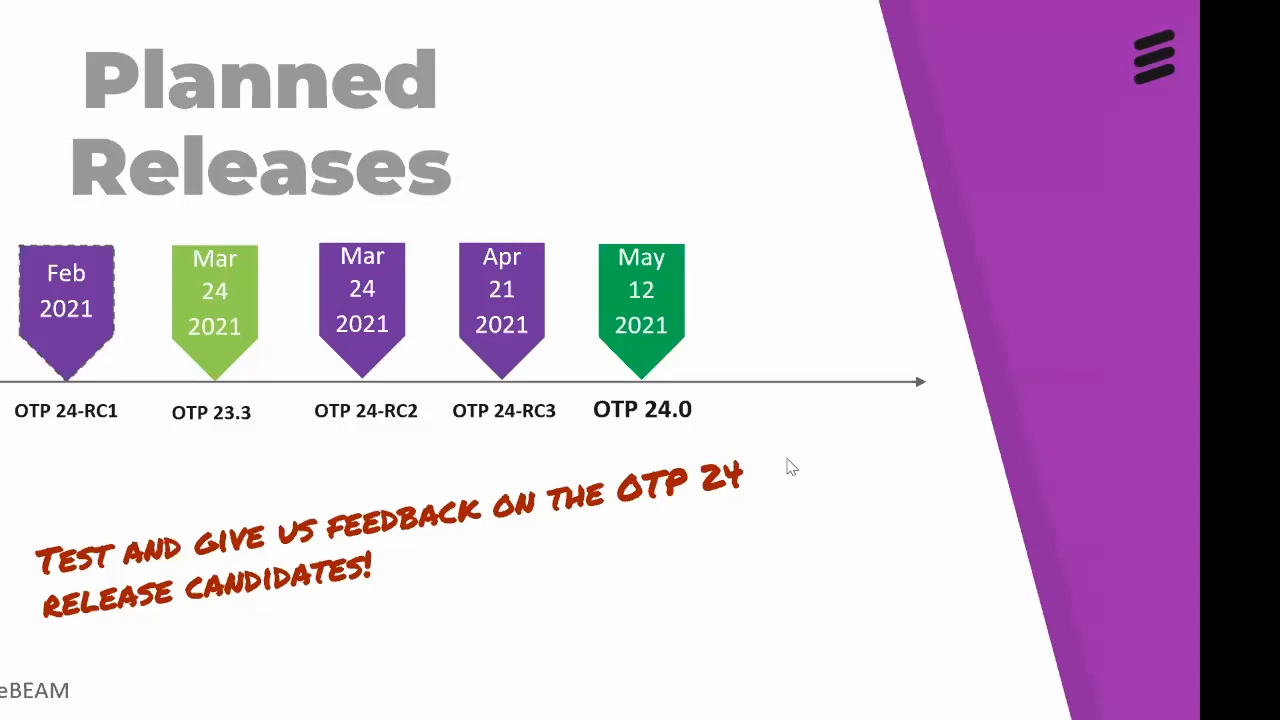 Planned
Releases
Feb
2021
Mar
24
2021
Mar
24
2021
Apr
21
2021
May
12
2021
OTP 24-RC1
OTP 23.3
OTP 24-RC2
OTP 24-RC3
OTP 24.0
Test and give us feedback on the OTP 24
release candidates!
eBEAM